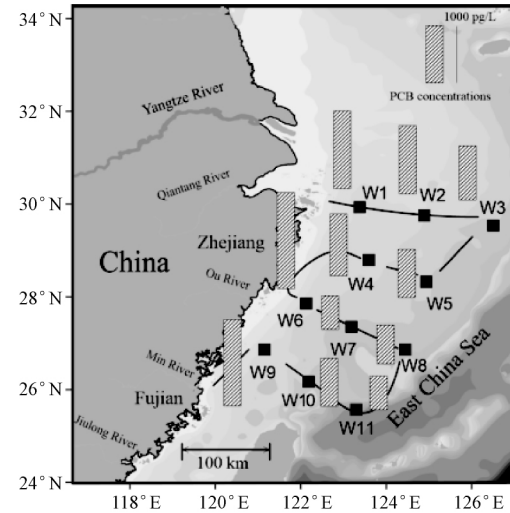 34° N
1000 pg/L
PCB concentrations
32° N
Yangtze River
Qiantang River
30° N
W1
W2
W3
Zhejiang
China
W4
W5
Ou River
28° N
W6
W7
W8
Min River
W9
East China Sea
26° N
Fujian
W10
W11
Jiulong River
100 km
24° N
118° E
120° E
122° E
124° E
126° E